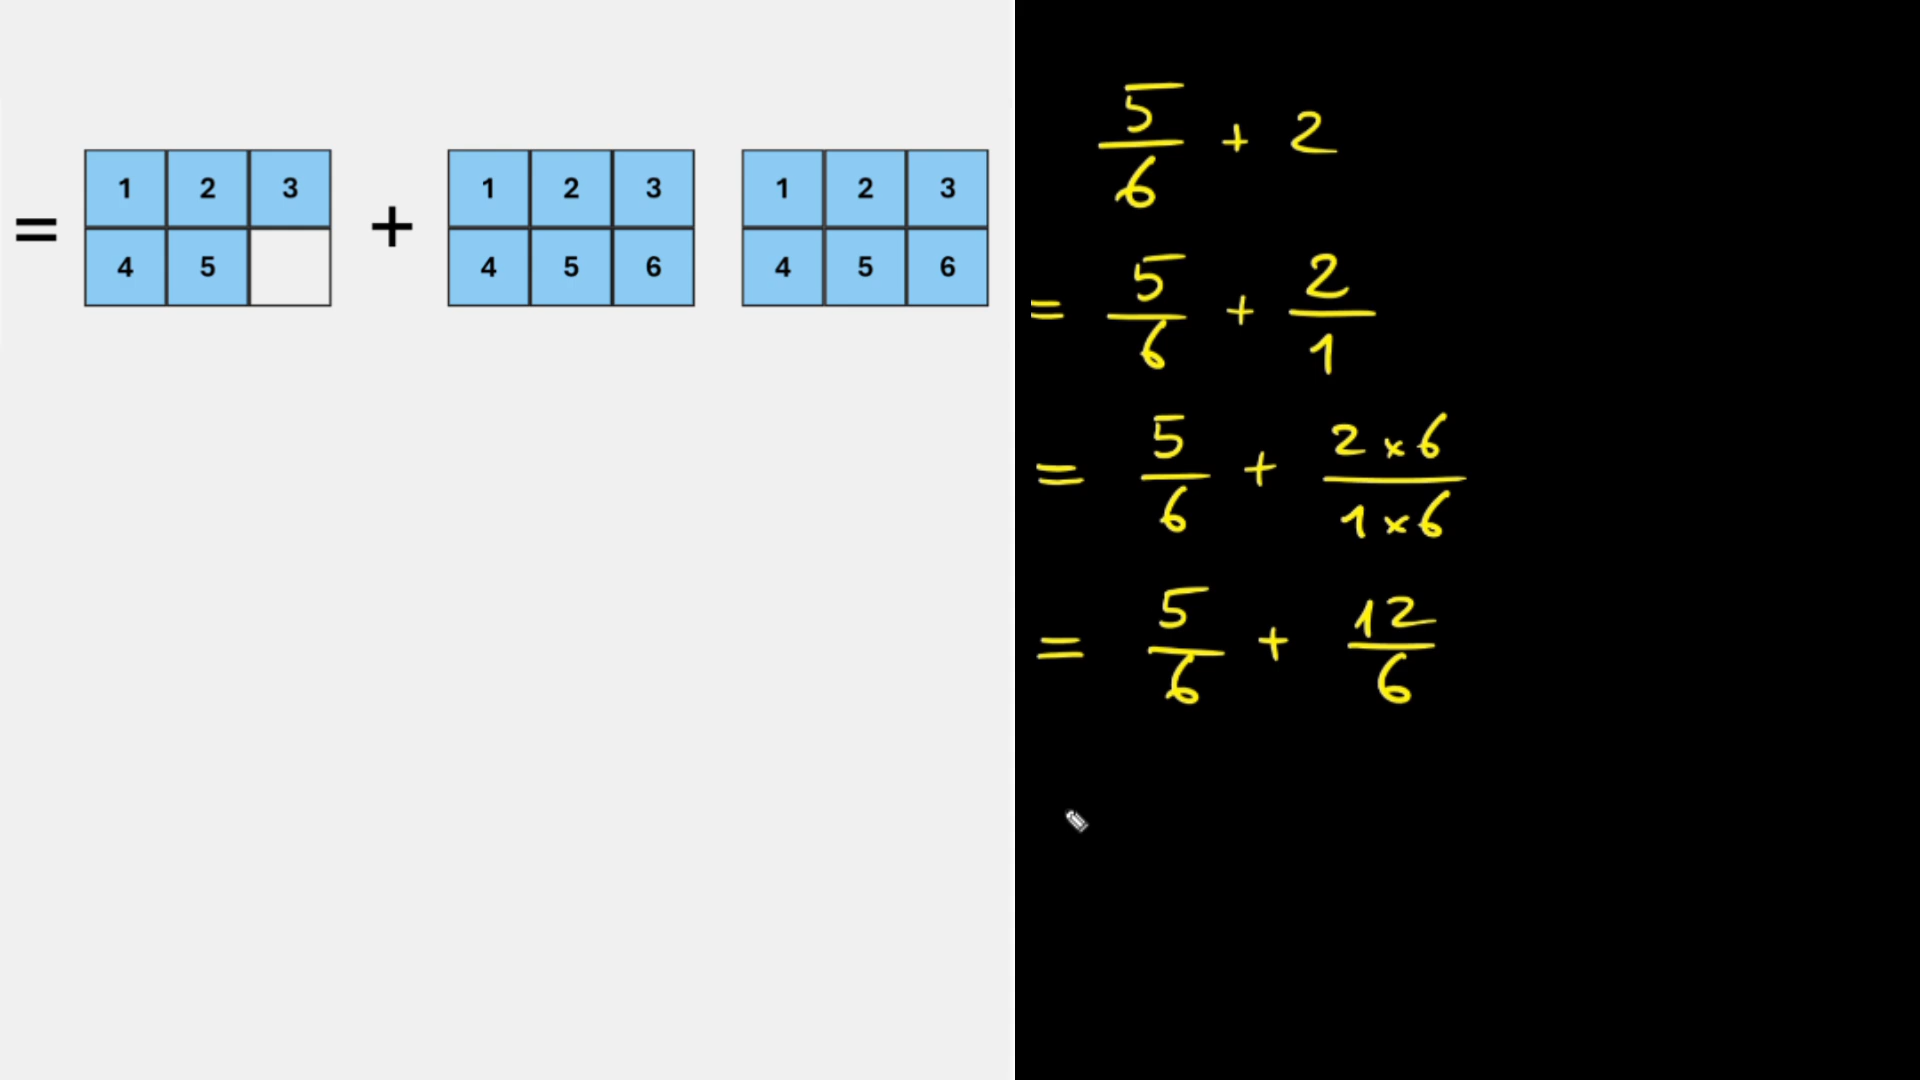 = 1 2 3 + 1 2 3 1 2 3
4 5 4 5 6 4 5 6
5/6 + 2
= 5/6 + 2/1
= 5/6 + 2 × 6/1 × 6
= 5/6 + 12/6